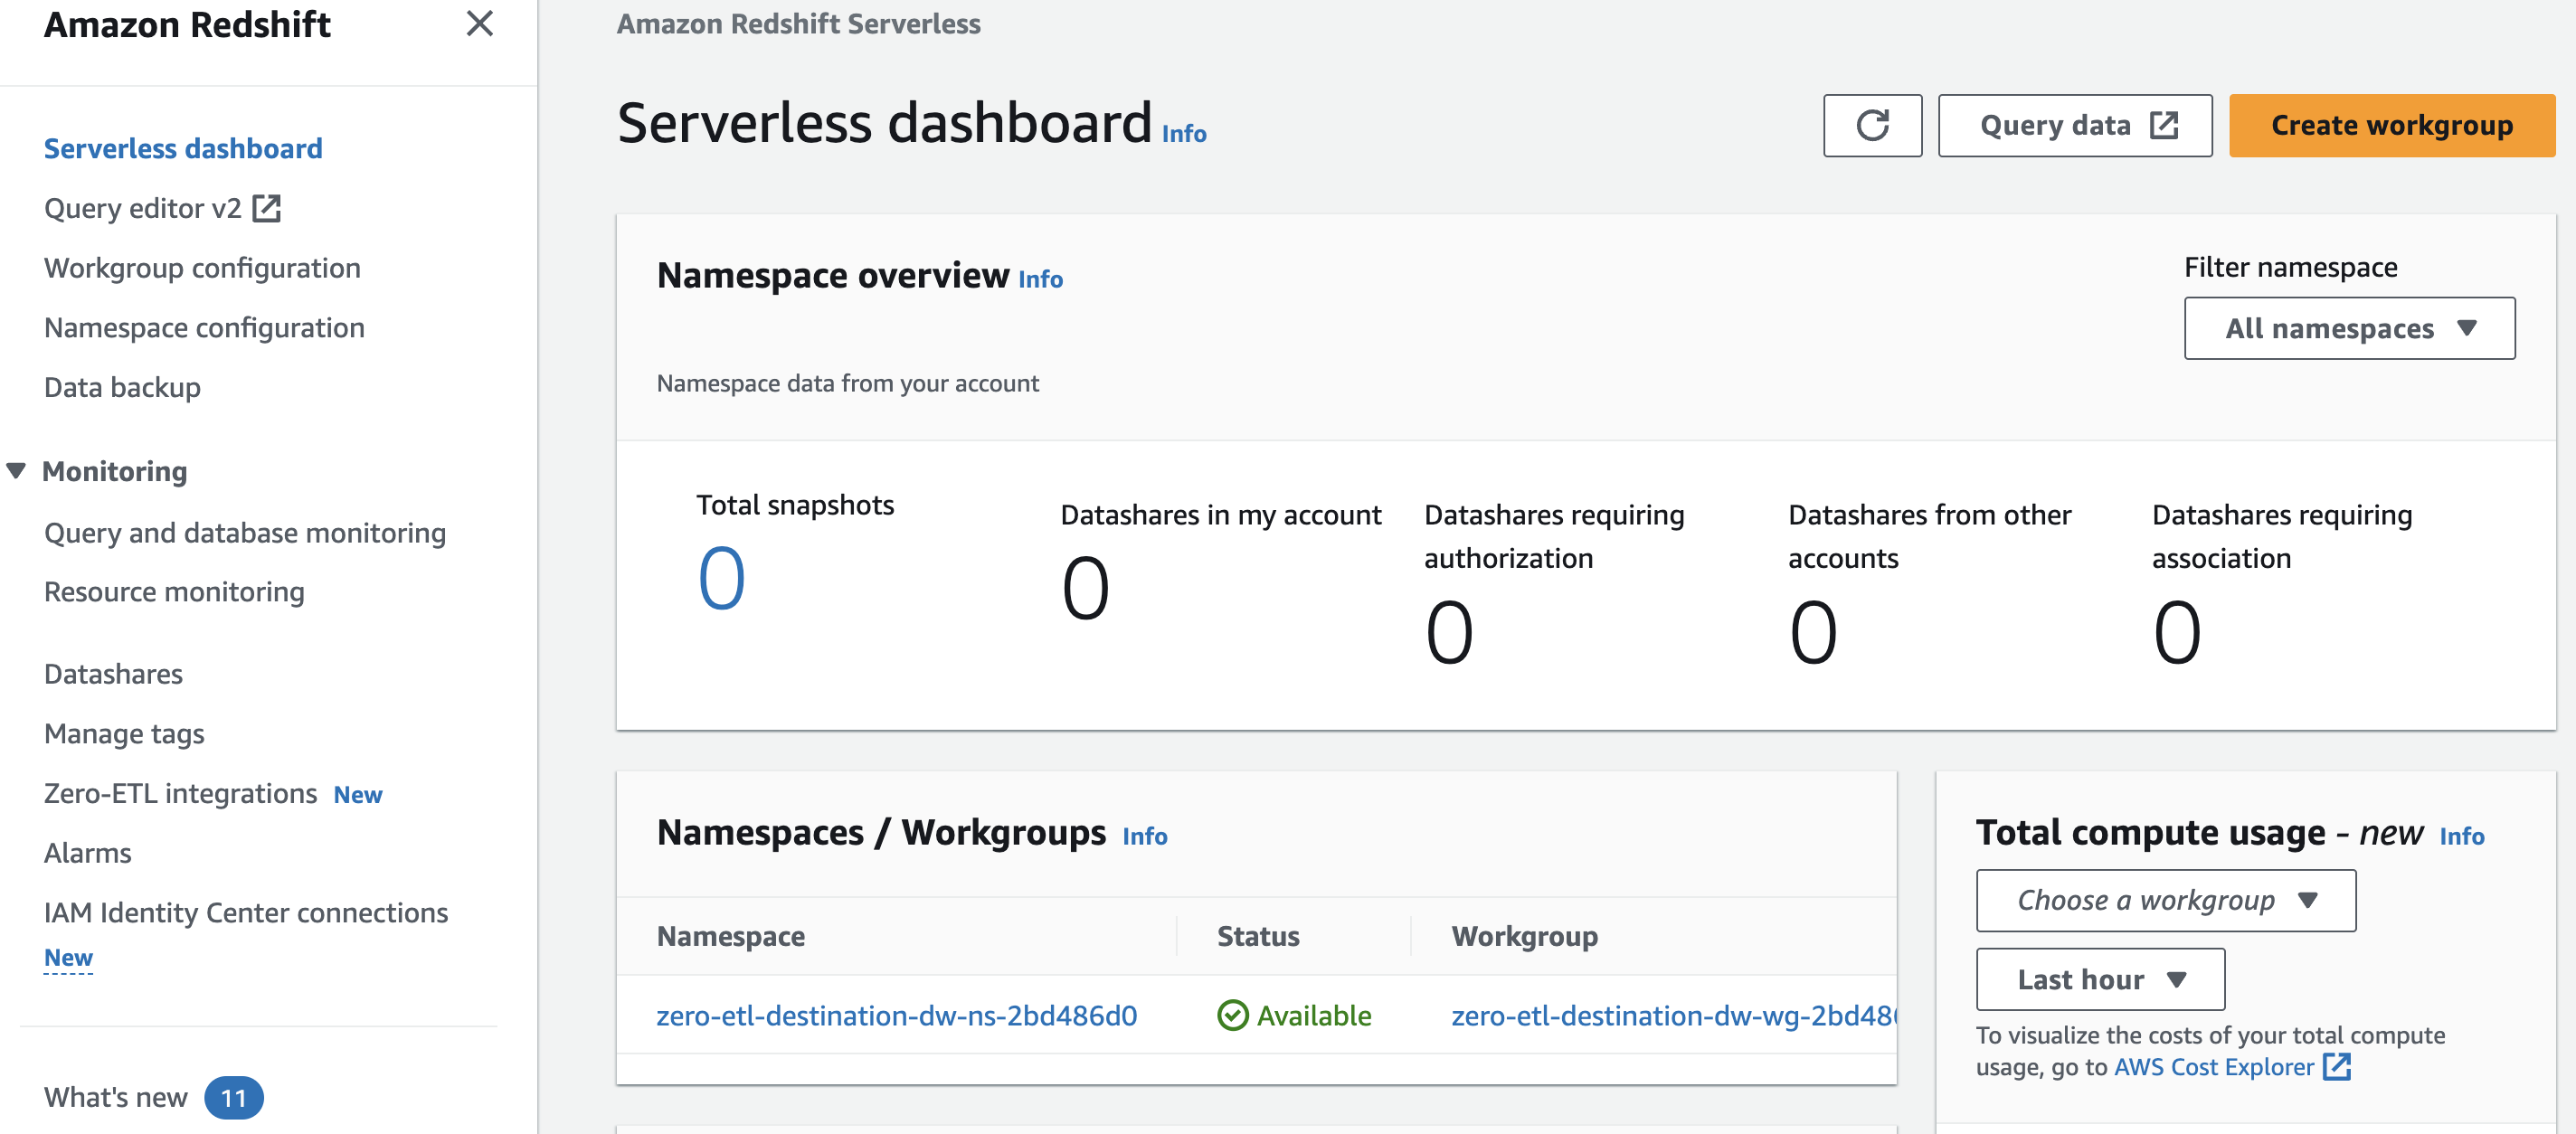 Amazon Redshift
Serverless dashboard
Query editor v2
Workgroup configuration
Namespace configuration
Data backup
Monitoring
Query and database monitoring
Resource monitoring
Datashares
Manage tags
Zero-ETL integrations New
Alarms
IAM Identity Center connections
New
What's new 11
Amazon Redshift Serverless
Serverless dashboard Info
Query data
Create workgroup
Namespace overview Info
Filter namespace
All namespaces
Namespace data from your account
Total snapshots
0
Datashares in my account
0
Datashares requiring
authorization
0
Datashares from other
accounts
0
Datashares requiring
association
0
Namespaces / Workgroups Info
Namespace Status Workgroup
zero-etl-destination-dw-ns-2bd486d0 Available zero-etl-destination-dw-wg-2bd486
Total compute usage - new Info
Choose a workgroup
Last hour
To visualize the costs of your total compute
usage, go to AWS Cost Explorer